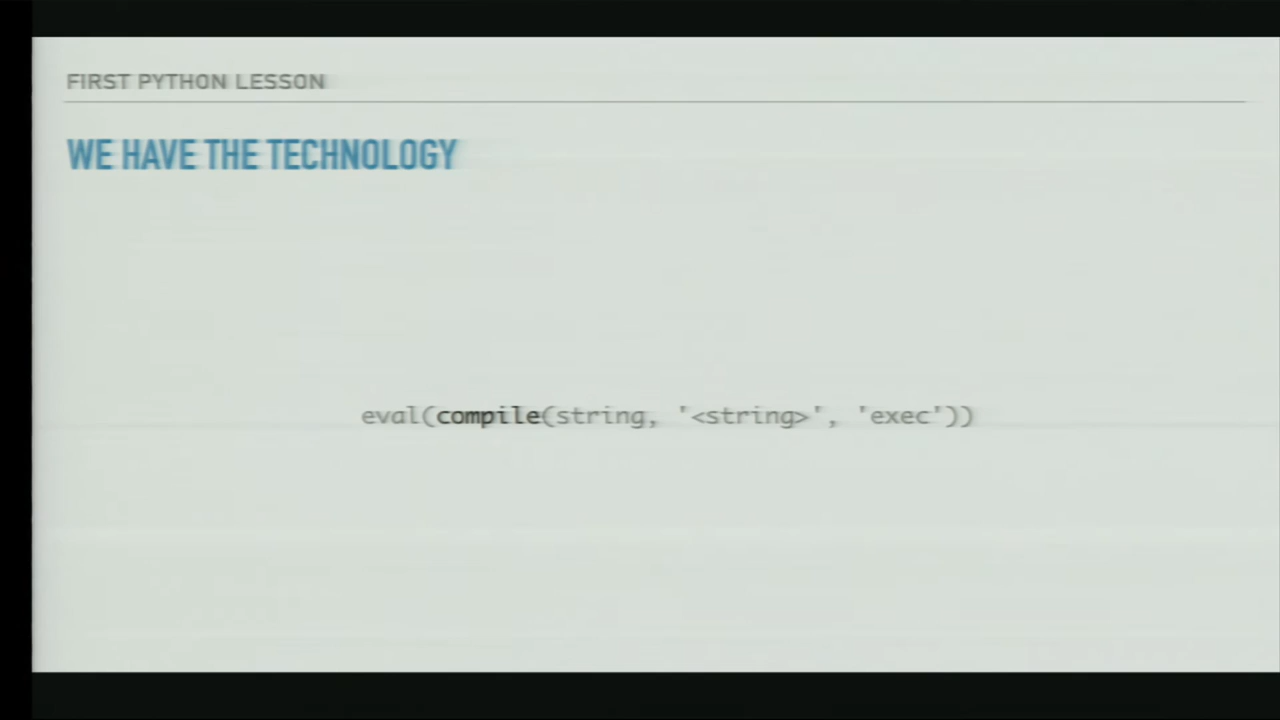 FIRST PYTHON LESSON
WE HAVE THE TECHNOLOGY
eval(compile(string, '<string>', 'exec'))